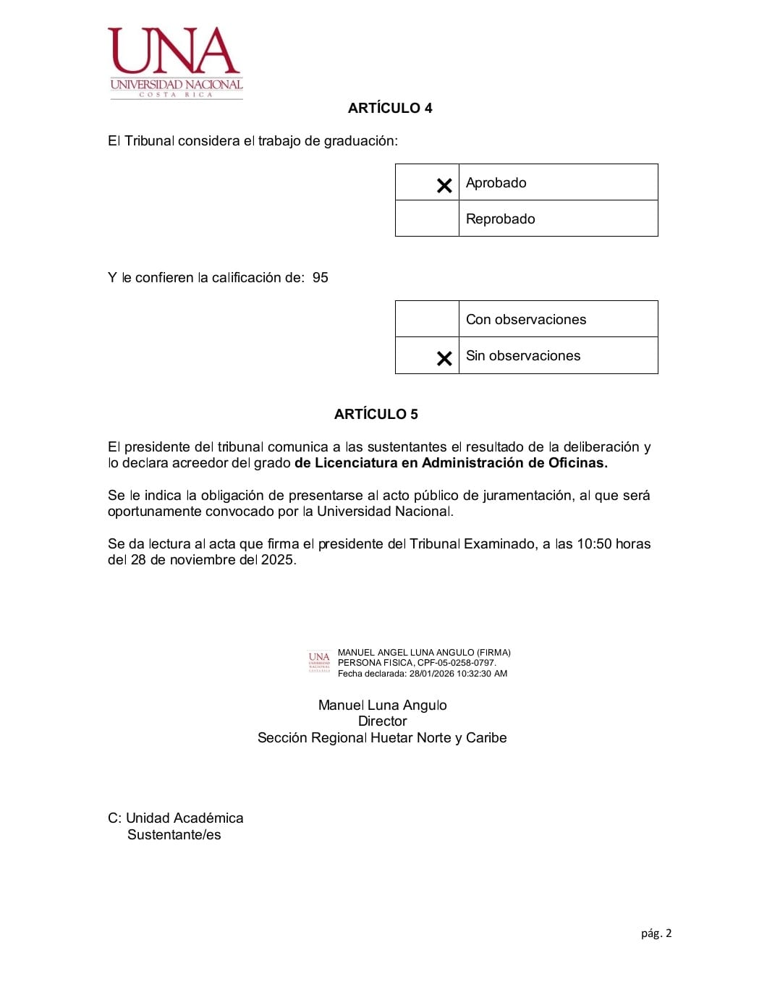 UNA
UNIVERSIDAD NACIONAL
COSTA RICA
ARTÍCULO 4
El Tribunal considera el trabajo de graduación:
X Aprobado
Reprobado
Y le confieren la calificación de: 95
Con observaciones
X Sin observaciones
ARTÍCULO 5
El presidente del tribunal comunica a las sustentantes el resultado de la deliberación y
lo declara acreedor del grado de Licenciatura en Administración de Oficinas.
Se le indica la obligación de presentarse al acto público de juramentación, al que será
oportunamente convocado por la Universidad Nacional.
Se da lectura al acta que firma el presidente del Tribunal Examinado, a las 10:50 horas
del 28 de noviembre del 2025.
UNA
UNIVERSIDAD
NACIONAL
COSTA RICA
MANUEL ANGEL LUNA ANGULO (FIRMA)
PERSONA FISICA, CPF-05-0258-0797.
Fecha declarada: 28/01/2026 10:32:30 AM
Manuel Luna Angulo
Director
Sección Regional Huetar Norte y Caribe
C: Unidad Académica
Sustentante/es
pág. 2